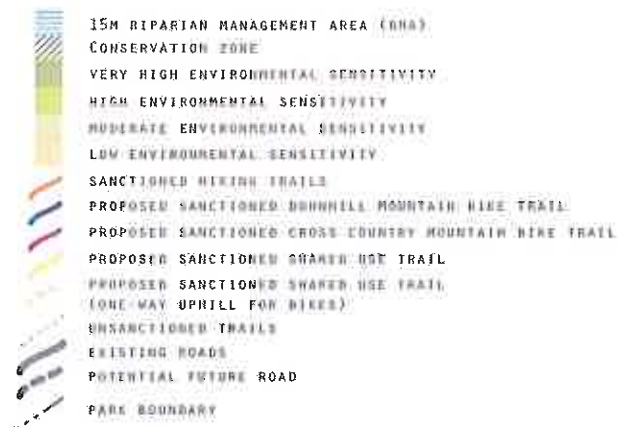 15M RIPARIAN MANAGEMENT AREA (RMA)
CONSERVATION ZONE
VERY HIGH ENVIRONMENTAL SENSITIVITY
HIGH ENVIRONMENTAL SENSITIVITY
MODERATE ENVIRONMENTAL SENSITIVITY
LOW ENVIRONMENTAL SENSITIVITY
SANCTIONED HIKING TRAILS
PROPOSED SANCTIONED DOWNHILL MOUNTAIN BIKE TRAIL
PROPOSED SANCTIONED CROSS COUNTRY MOUNTAIN BIKE TRAIL
PROPOSED SANCTIONED SHARED USE TRAIL
PROPOSED SANCTIONED SHARED USE TRAIL
(ONE-WAY UPHILL FOR BIKES)
UNSANCTIONED TRAILS
EXISTING ROADS
POTENTIAL FUTURE ROAD
PARK BOUNDARY